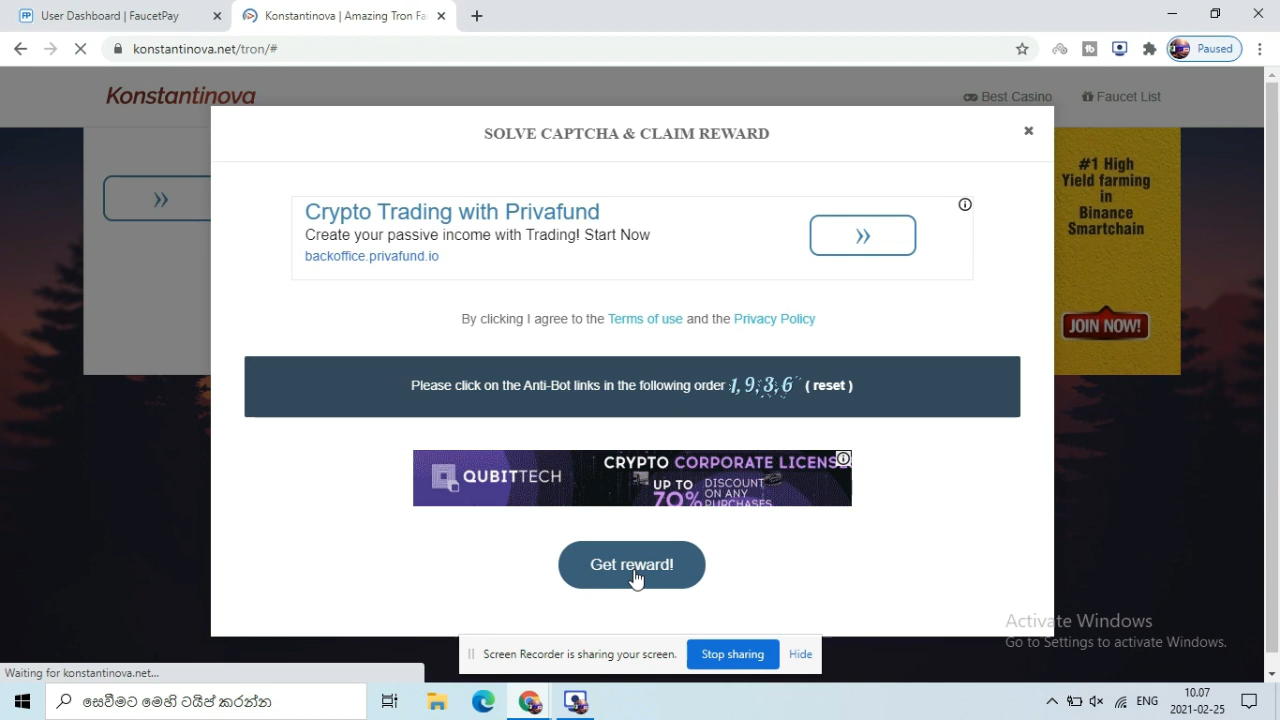 User Dashboard | FaucetPay
Konstantinova | Amazing Tron Fa
konstantinova.net/tron/#
Paused
Konstantinova
Best Casino
Faucet List
SOLVE CAPTCHA & CLAIM REWARD
#1 High
Yield farming
in
Binance
Smartchain
JOIN NOW!
Crypto Trading with Privafund
Create your passive income with Trading! Start Now
backoffice.privafund.io
By clicking I agree to the Terms of use and the Privacy Policy
Please click on the Anti-Bot links in the following order 1, 9, 3, 6 ( reset )
QUBITTECH
CRYPTO CORPORATE LICENS
UP TO
70%
DISCOUNT
ON ANY
PURCHASES
Get reward!
Activate Windows
Go to Settings to activate Windows.
Screen Recorder is sharing your screen.
Stop sharing
Hide
Waiting for konstantinova.net...
සෙවීමට මෙහි ටයිප් කරන්න
ENG
10.07
2021-02-25